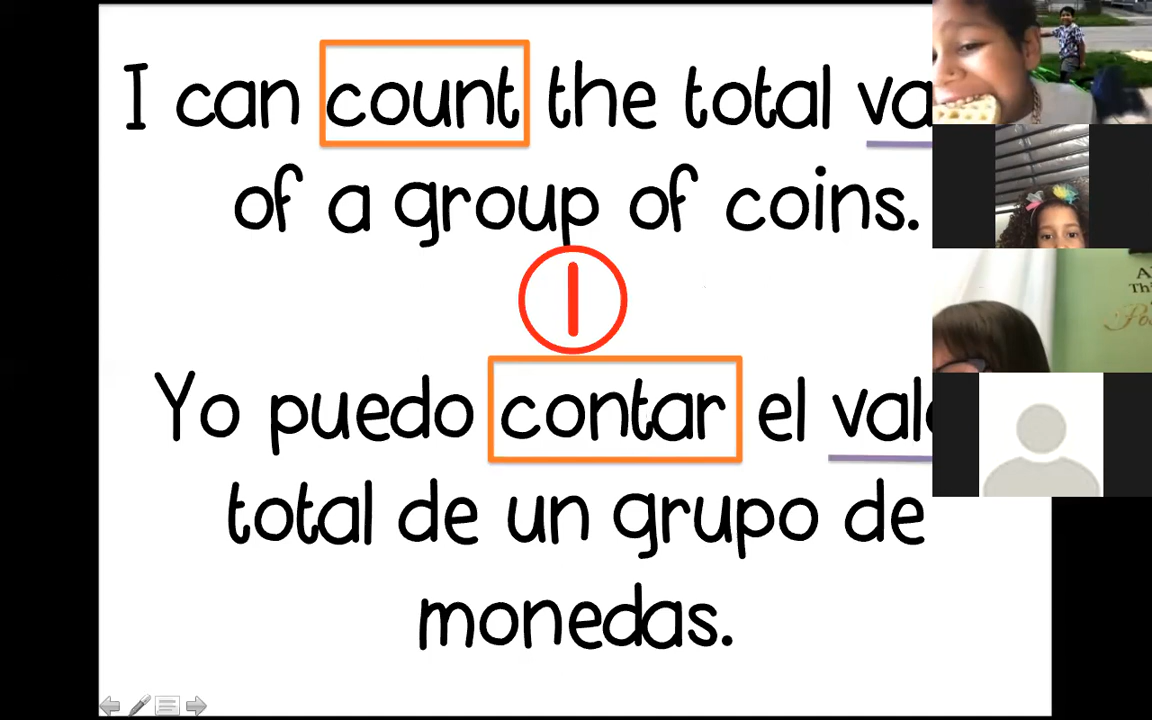 I can count the total va
of a group of coins.
1
Yo puedo contar el val
total de un grupo de
monedas.